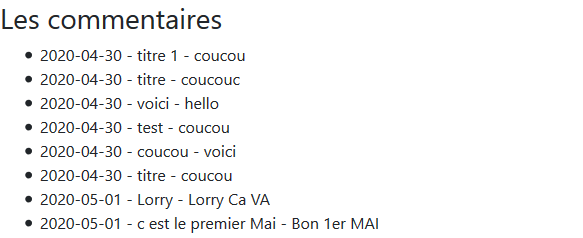 Les commentaires
2020-04-30 - titre 1 - coucou
2020-04-30 - titre - coucouc
2020-04-30 - voici - hello
2020-04-30 - test - coucou
2020-04-30 - coucou - voici
2020-04-30 - titre - coucou
2020-05-01 - Lorry - Lorry Ca VA
2020-05-01 - c est le premier Mai - Bon 1er MAI